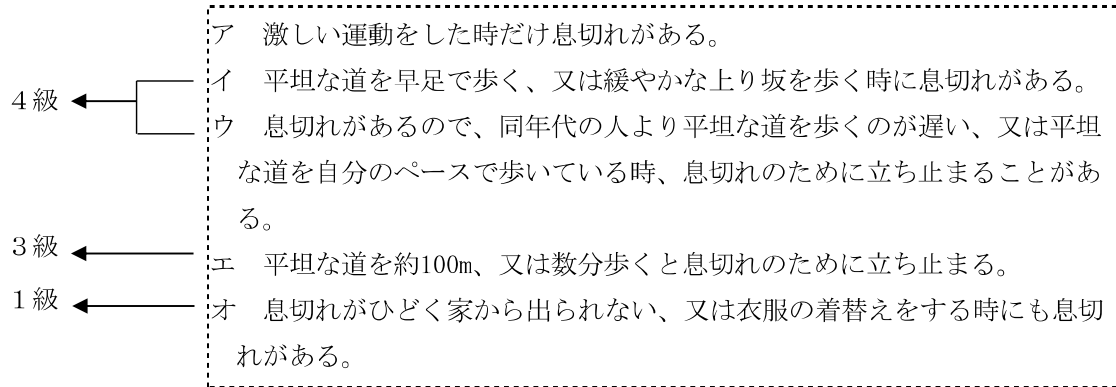 ア　激しい運動をした時だけ息切れがある。
イ　平坦な道を早足で歩く、又は緩やかな上り坂を歩く時に息切れがある。
4級
ウ　息切れがあるので、同年代の人より平坦な道を歩くのが遅い、又は平坦
な道を自分のペースで歩いている時、息切れのために立ち止まることがあ
る。
3級
エ　平坦な道を約100m、又は数分歩くと息切れのために立ち止まる。
1級
オ　息切れがひどく家から出られない、又は衣服の着替えをする時にも息切
れがある。